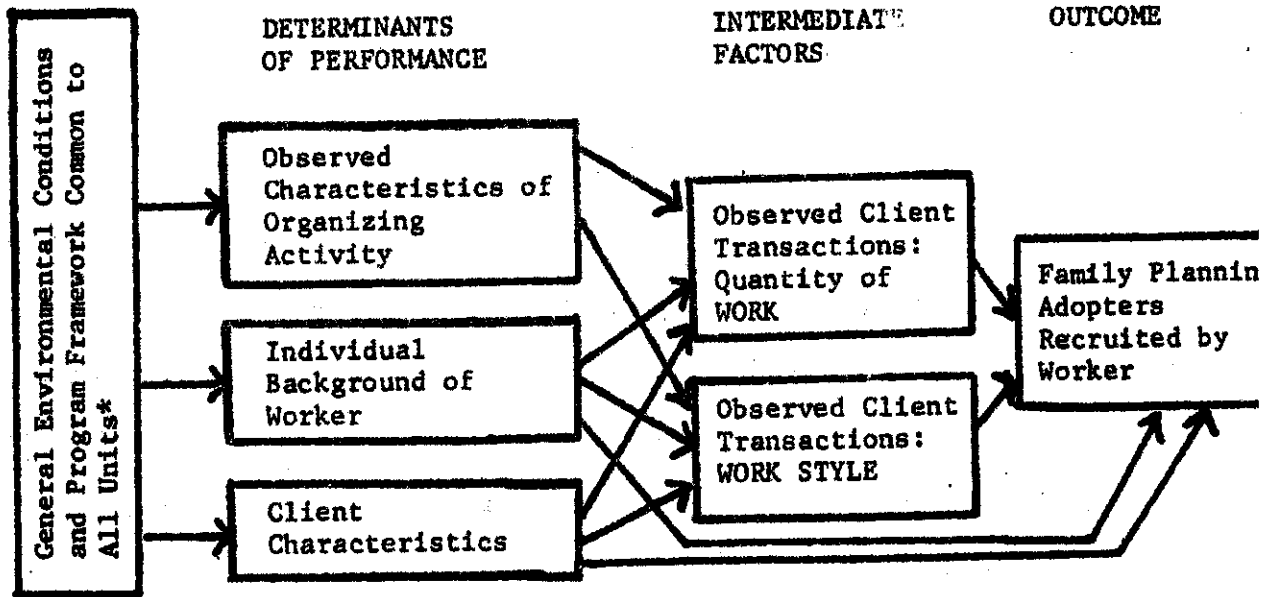 General Environmental Conditions
and Program Framework Common to
All Units*
DETERMINANTS
OF PERFORMANCE
INTERMEDIATE
FACTORS
OUTCOME
Observed
Characteristics of
Organizing
Activity
Individual
Background of
Worker
Client
Characteristics
Observed Client
Transactions:
Quantity of
WORK
Observed Client
Transactions:
WORK STYLE
Family Plannin
Adopters
Recruited by
Worker